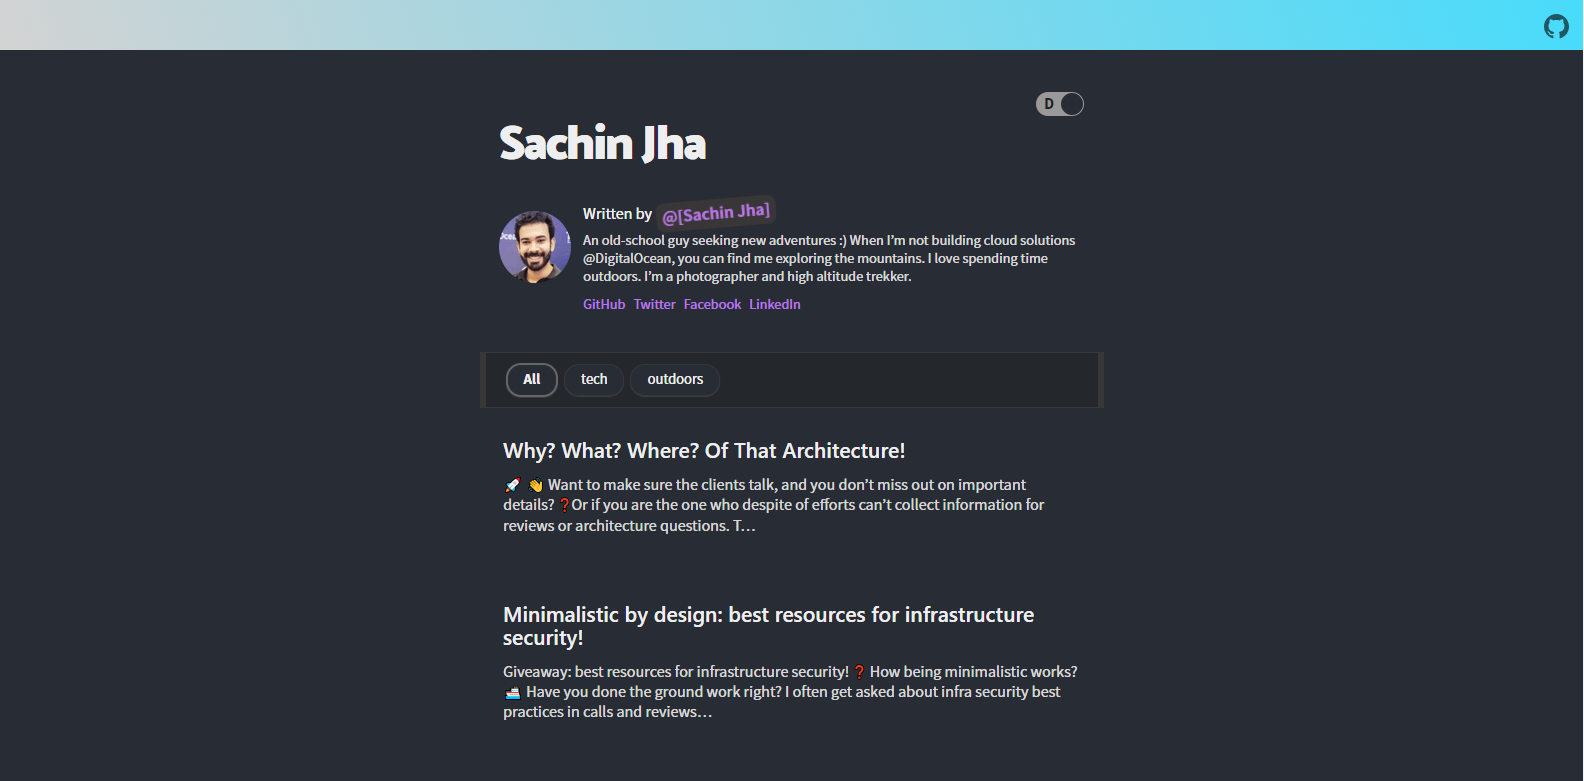 D
Sachin Jha
Written by @[Sachin Jha]
An old-school guy seeking new adventures :) When I’m not building cloud solutions
@DigitalOcean, you can find me exploring the mountains. I love spending time
outdoors. I’m a photographer and high altitude trekker.
GitHub Twitter Facebook LinkedIn
All tech outdoors
Why? What? Where? Of That Architecture!
🚀 👋 Want to make sure the clients talk, and you don’t miss out on important
details? ❓Or if you are the one who despite of efforts can’t collect information for
reviews or architecture questions. T…
Minimalistic by design: best resources for infrastructure
security!
Giveaway: best resources for infrastructure security! ❓ How being minimalistic works?
🚢 Have you done the ground work right? I often get asked about infra security best
practices in calls and reviews…